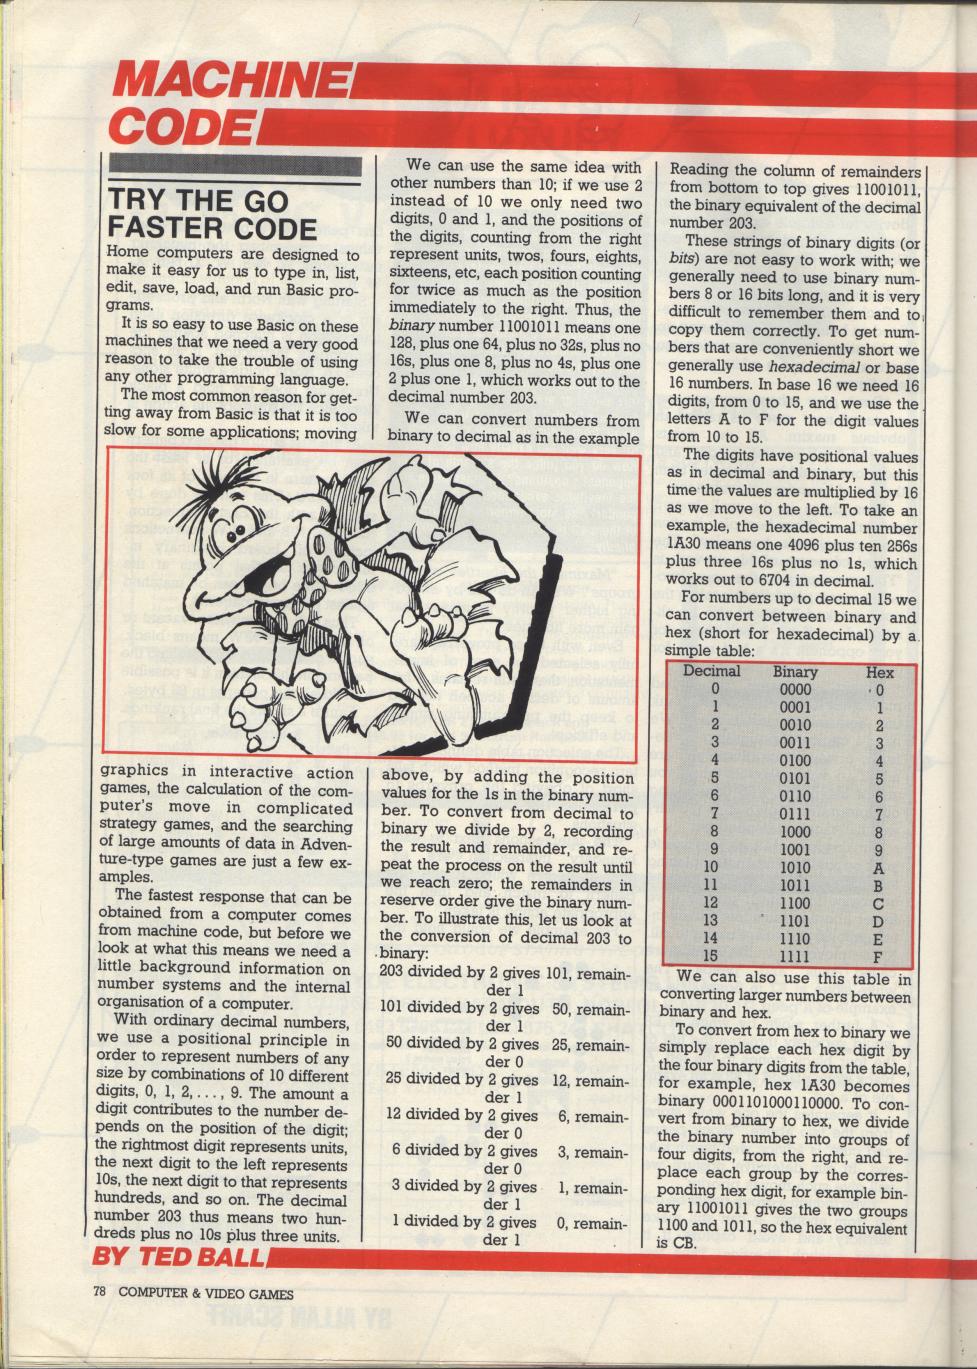 MACHINE
CODE
TRY THE GO
FASTER CODE
Home computers are designed to
make it easy for us to type in, list,
edit, save, load, and run Basic pro-
grams.
It is so easy to use Basic on these
machines that we need a very good
reason to take the trouble of using
any other programming language.
The most common reason for get-
ting away from Basic is that it is too
slow for some applications; moving
graphics in interactive action
games, the calculation of the com-
puter's move in complicated
strategy games, and the searching
of large amounts of data in Adven-
ture-type games are just a few ex-
amples.
The fastest response that can be
obtained from a computer comes
from machine code, but before we
look at what this means we need a
little background information on
number systems and the internal
organisation of a computer.
With ordinary decimal numbers,
we use a positional principle in
order to represent numbers of any
size by combinations of 10 different
digits, 0, 1, 2, . . . , 9. The amount a
digit contributes to the number de-
pends on the position of the digit;
the rightmost digit represents units,
the next digit to the left represents
10s, the next digit to that represents
hundreds, and so on. The decimal
number 203 thus means two hun-
dreds plus no 10s plus three units.
We can use the same idea with
other numbers than 10; if we use 2
instead of 10 we only need two
digits, 0 and 1, and the positions of
the digits, counting from the right
represent units, twos, fours, eights,
sixteens, etc, each position counting
for twice as much as the position
immediately to the right. Thus, the
binary number 11001011 means one
128, plus one 64, plus no 32s, plus no
16s, plus one 8, plus no 4s, plus one
2 plus one 1, which works out to the
decimal number 203.
We can convert numbers from
binary to decimal as in the example
above, by adding the position
values for the 1s in the binary num-
ber. To convert from decimal to
binary we divide by 2, recording
the result and remainder, and re-
peat the process on the result until
we reach zero; the remainders in
reserve order give the binary num-
ber. To illustrate this, let us look at
the conversion of decimal 203 to
binary:
203 divided by 2 gives 101, remain-
der 1
101 divided by 2 gives 50, remain-
der 1
50 divided by 2 gives 25, remain-
der 0
25 divided by 2 gives 12, remain-
der 1
12 divided by 2 gives 6, remain-
der 0
6 divided by 2 gives 3, remain-
der 0
3 divided by 2 gives 1, remain-
der 1
1 divided by 2 gives 0, remain-
der 1
Reading the column of remainders
from bottom to top gives 11001011,
the binary equivalent of the decimal
number 203.
These strings of binary digits (or
bits) are not easy to work with; we
generally need to use binary num-
bers 8 or 16 bits long, and it is very
difficult to remember them and to
copy them correctly. To get num-
bers that are conveniently short we
generally use hexadecimal or base
16 numbers. In base 16 we need 16
digits, from 0 to 15, and we use the
letters A to F for the digit values
from 10 to 15.
The digits have positional values
as in decimal and binary, but this
time the values are multiplied by 16
as we move to the left. To take an
example, the hexadecimal number
1A30 means one 4096 plus ten 256s
plus three 16s plus no 1s, which
works out to 6704 in decimal.
For numbers up to decimal 15 we
can convert between binary and
hex (short for hexadecimal) by a
simple table:
Decimal Binary Hex
0 0000 0
1 0001 1
2 0010 2
3 0011 3
4 0100 4
5 0101 5
6 0110 6
7 0111 7
8 1000 8
9 1001 9
10 1010 A
11 1011 B
12 1100 C
13 1101 D
14 1110 E
15 1111 F
We can also use this table in
converting larger numbers between
binary and hex.
To convert from hex to binary we
simply replace each hex digit by
the four binary digits from the table,
for example, hex 1A30 becomes
binary 0001101000110000. To con-
vert from binary to hex, we divide
the binary number into groups of
four digits, from the right, and re-
place each group by the corres-
ponding hex digit, for example bin-
ary 11001011 gives the two groups
1100 and 1011, so the hex equivalent
is CB.
BY TED BALL
78 COMPUTER & VIDEO GAMES